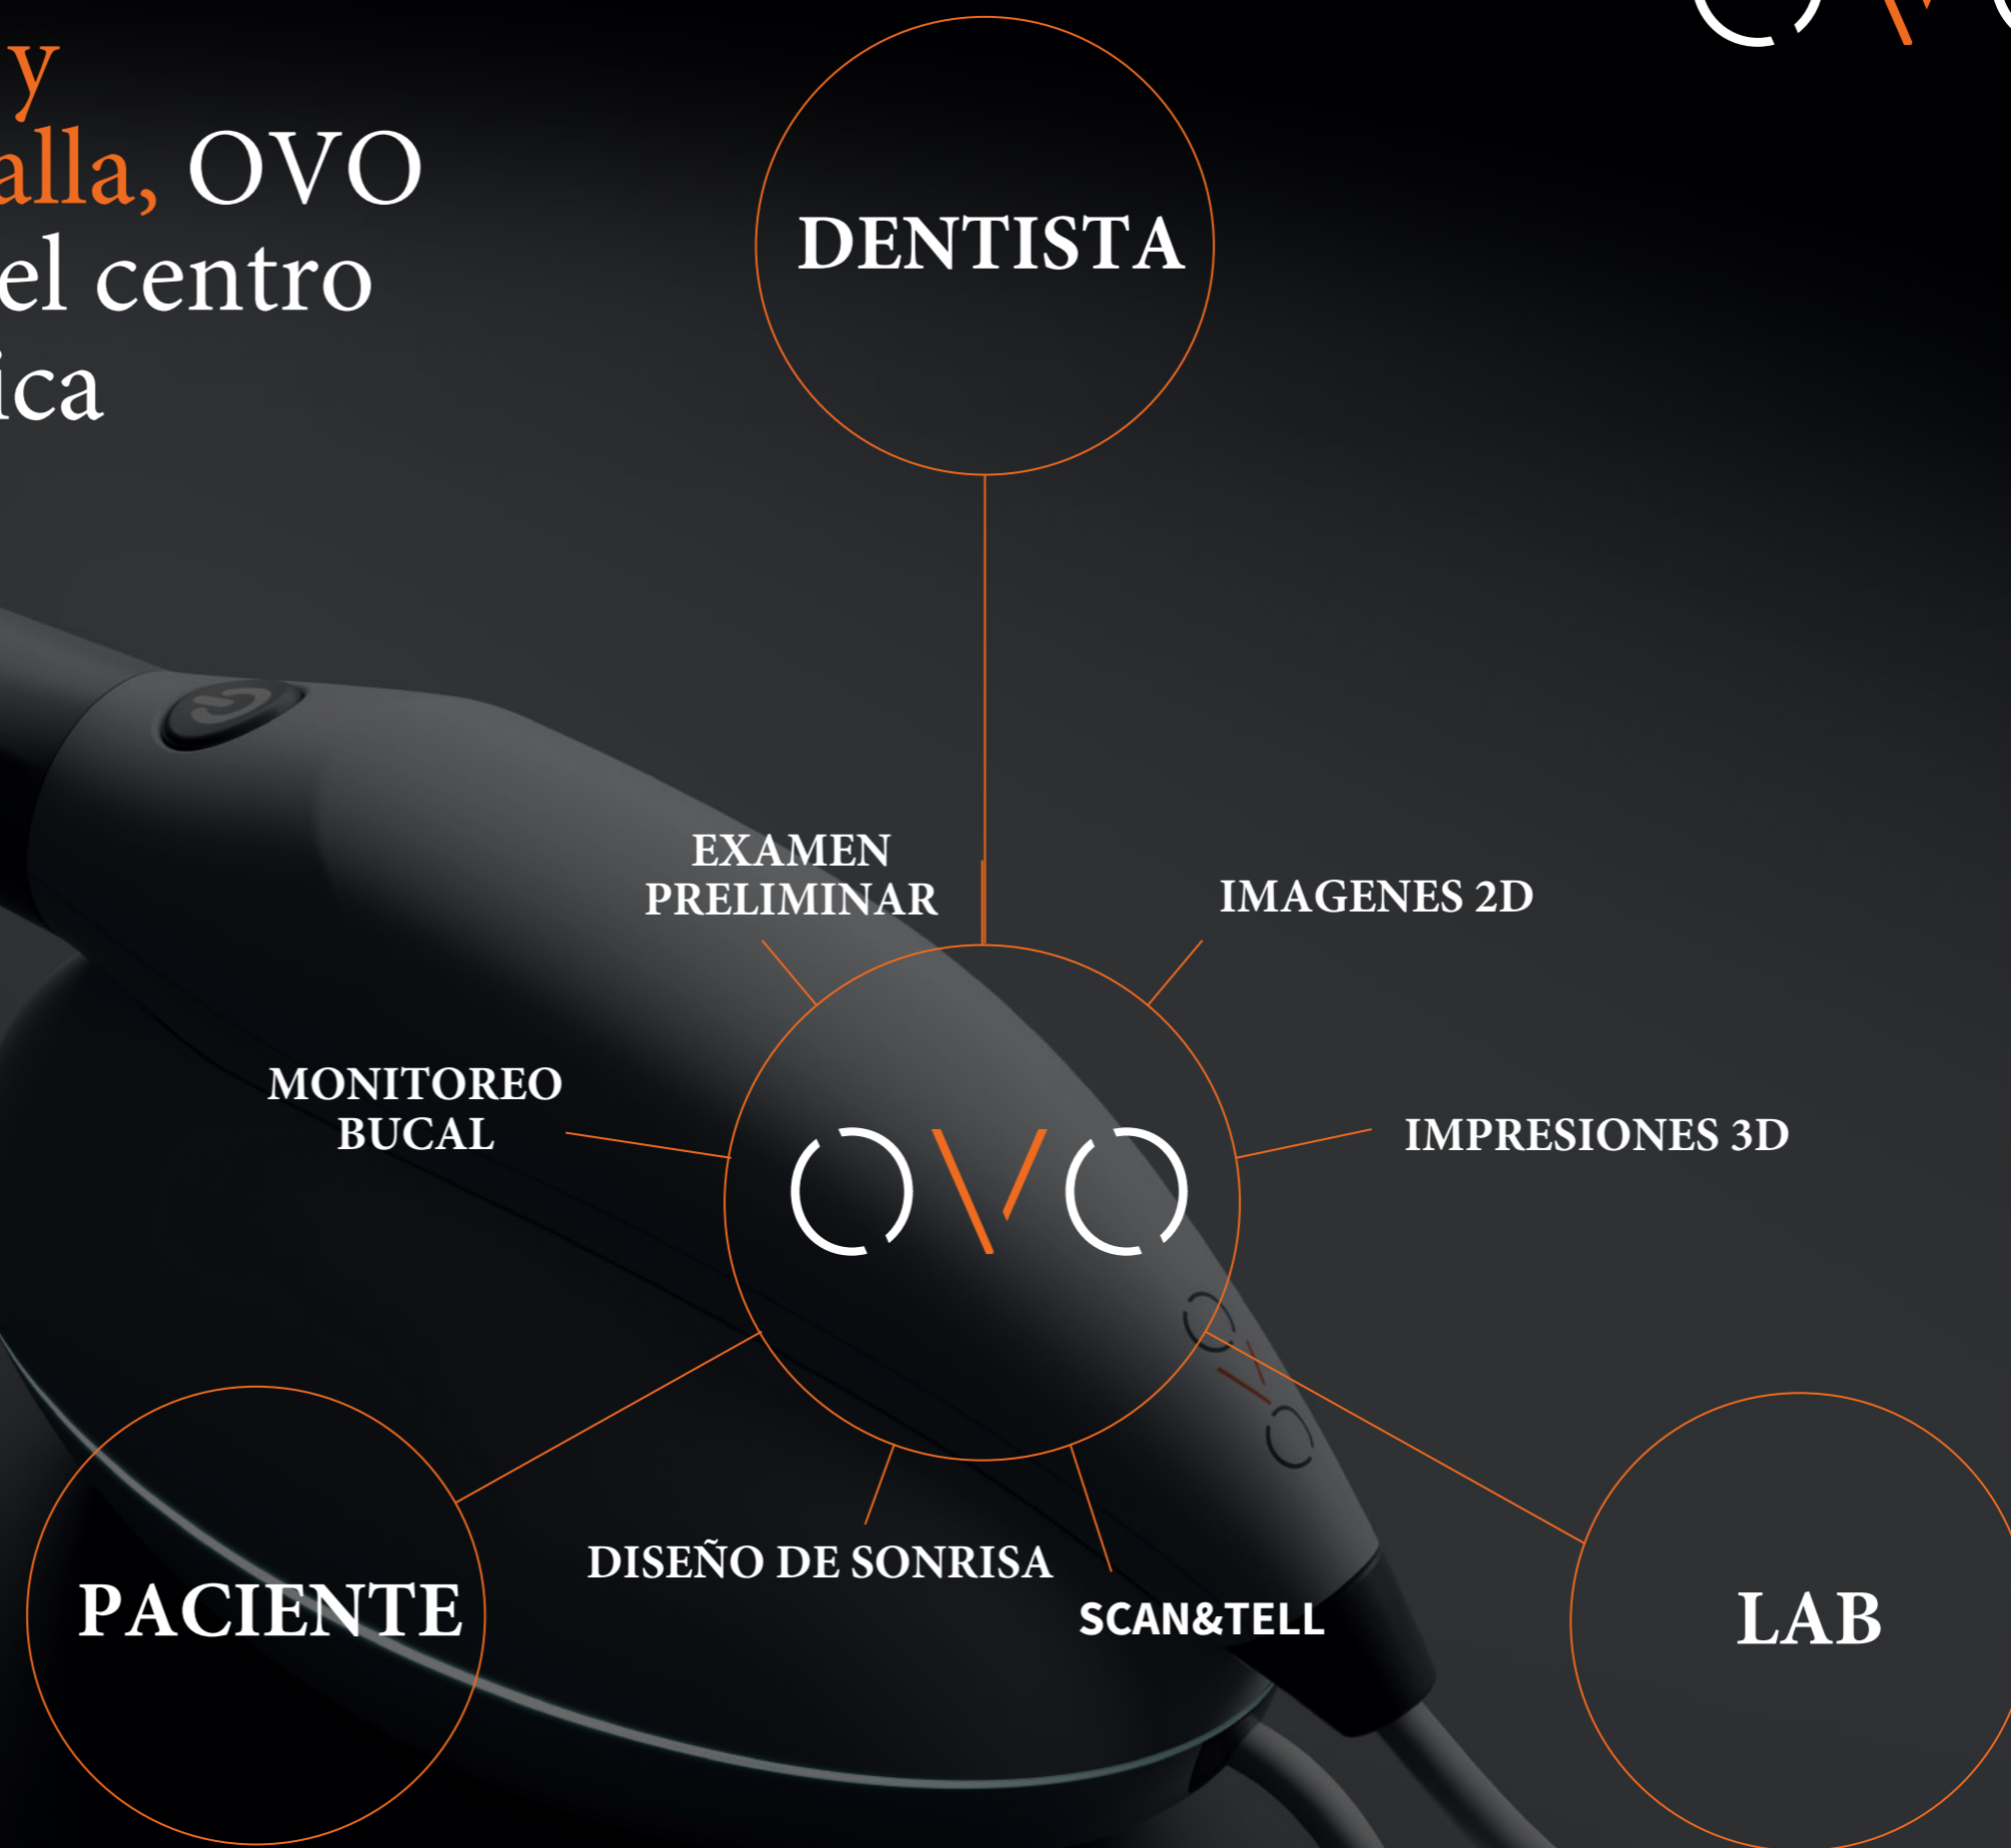 y
alla, OVO
el centro
ica
DENTISTA
EXAMEN
PRELIMINAR
IMAGENES 2D
MONITOREO
BUCAL
IMPRESIONES 3D
OVO
OVO
DISEÑO DE SONRISA
SCAN&TELL
PACIENTE
LAB